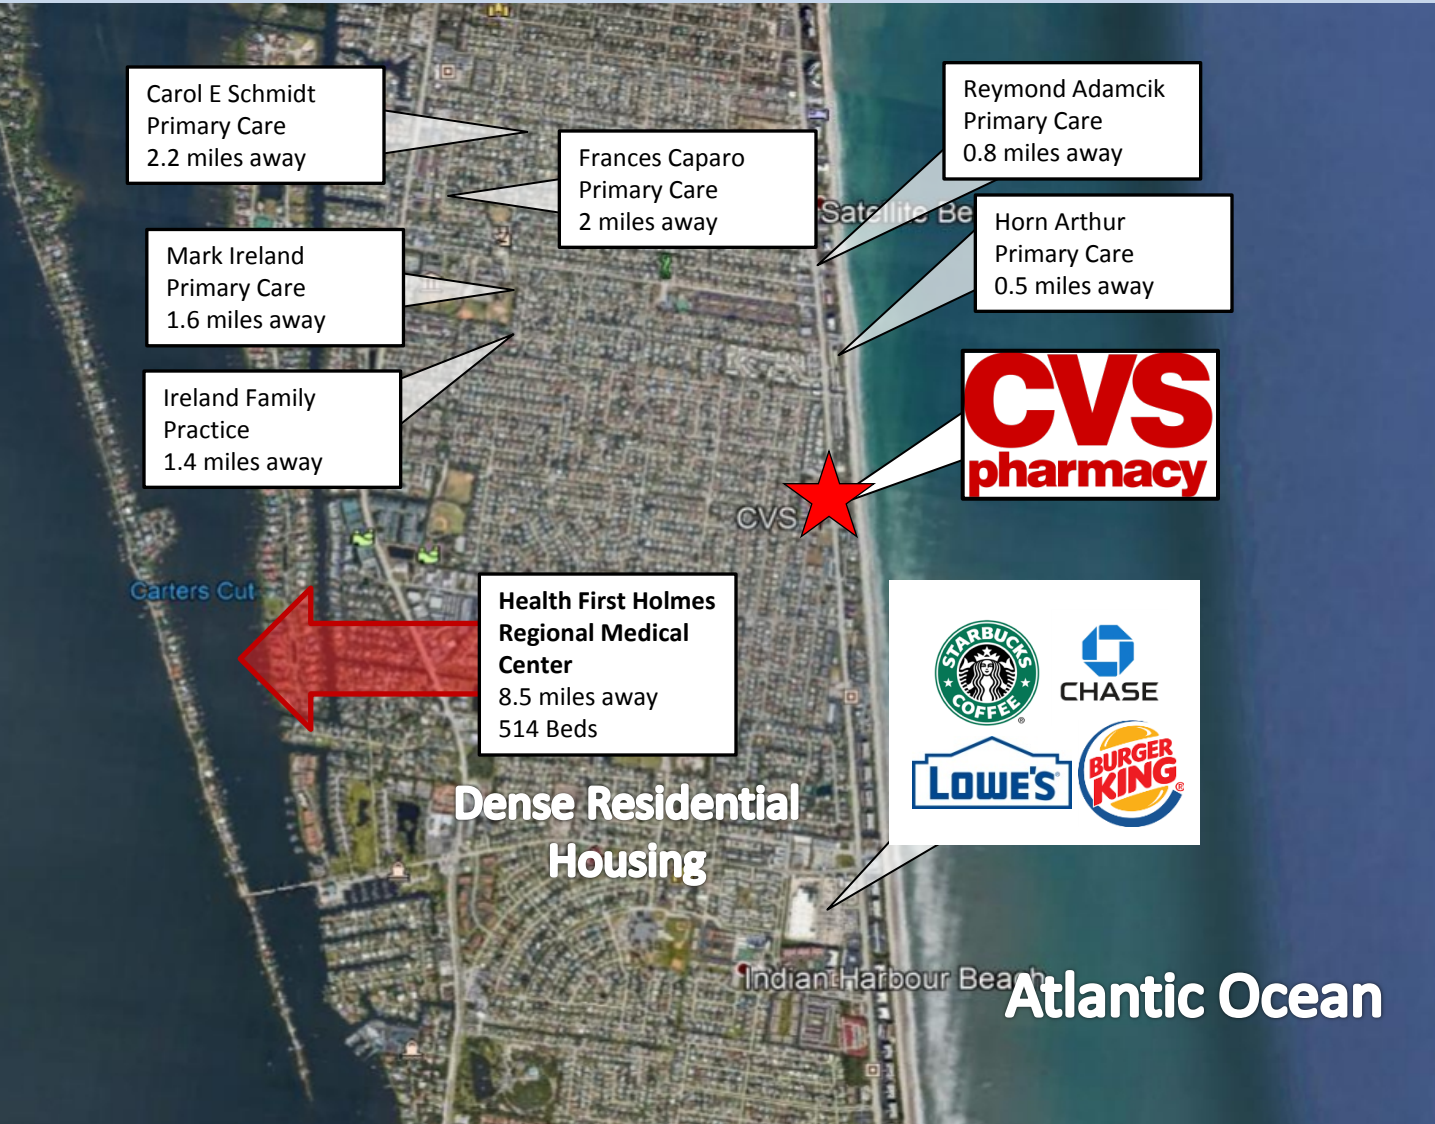 Carol E Schmidt
Primary Care
2.2 miles away
Frances Caparo
Primary Care
2 miles away
Reymond Adamcik
Primary Care
0.8 miles away
Satellite Be
Horn Arthur
Primary Care
0.5 miles away
Mark Ireland
Primary Care
1.6 miles away
Ireland Family
Practice
1.4 miles away
CVS
pharmacy
CVS
Carters Cut
Health First Holmes
Regional Medical
Center
8.5 miles away
514 Beds
STARBUCKS
COFFEE
®
CHASE
LOWE'S
BURGER
KING
®
Dense Residential
Housing
Indian Harbour Beach
Atlantic Ocean